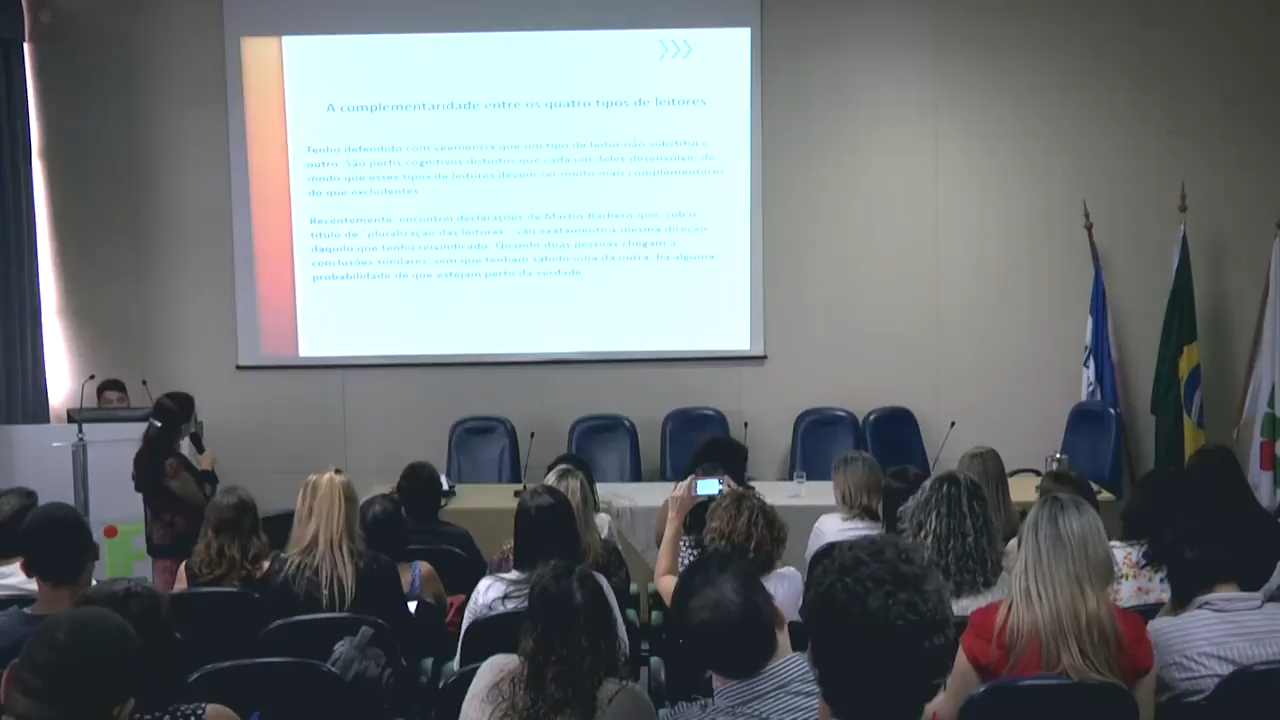 A complementaridade entre os quatro tipos de leitores
Tenho defendido com veemência que um tipo de leitor não substitui o
outro. São perfis cognitivos distintos que cada um deles desenvolve, de
modo que esses tipos de leitores devem ser muito mais complementares
do que excludentes.
Recentemente, encontrei declarações de Martin Barbero que, sob o
título de "pluralização das leituras", vão exatamente a mesma direção
daquilo que tenho reivindicado. Quando duas pessoas chegam a
conclusões similares, sem que tenham sabido uma da outra, há alguma
probabilidade de que estejam perto da verdade.